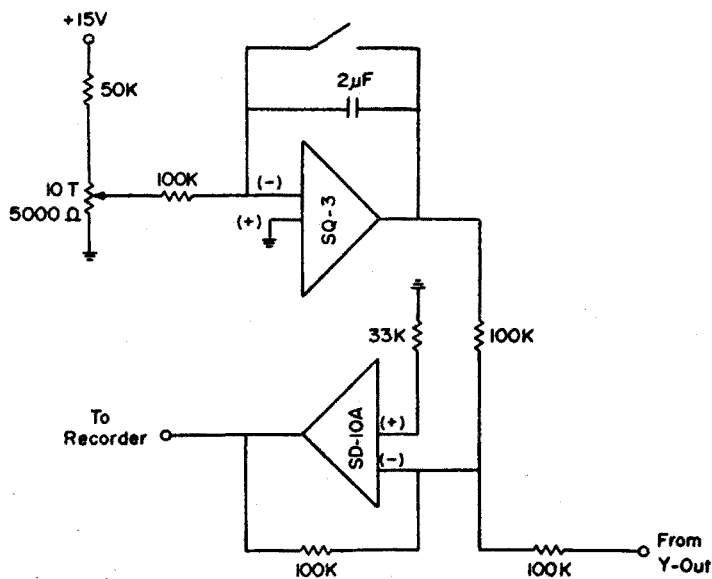 +15V
50K
2μF
100K
(-)
10 T
5000 Ω
(+)
SQ-3
33K
100K
To
Recorder
SD-10A
(+)
(-)
100K
100K
From
Y-Out